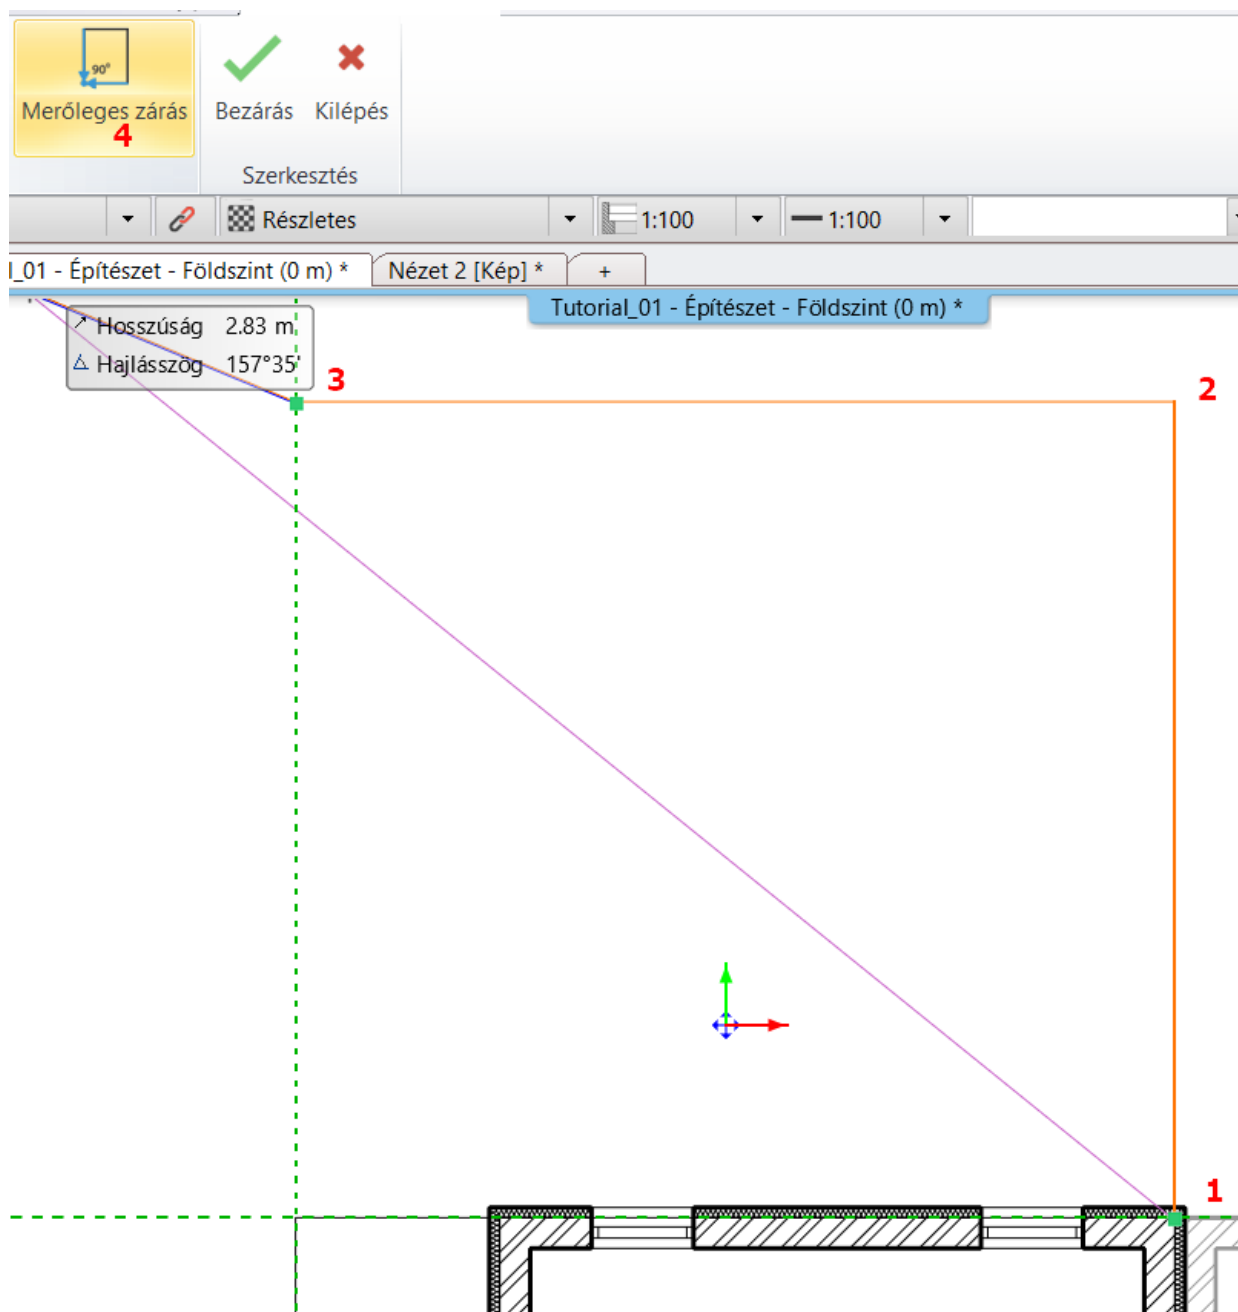 90°
Merőleges zárás
Bezárás
Kilépés
4
Szerkesztés
Részletes
1:100
1:100
l_01 - Építészet - Földszint (0 m) *
Nézet 2 [Kép] *
+
Tutorial_01 - Építészet - Földszint (0 m) *
Hosszúság 2.83 m
Hajlásszög 157°35'
3
2
1